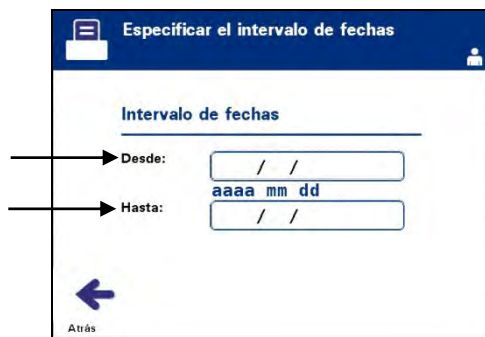 Especificar el intervalo de fechas
Intervalo de fechas
Desde: / /
aaaa mm dd
Hasta: / /
Atrás